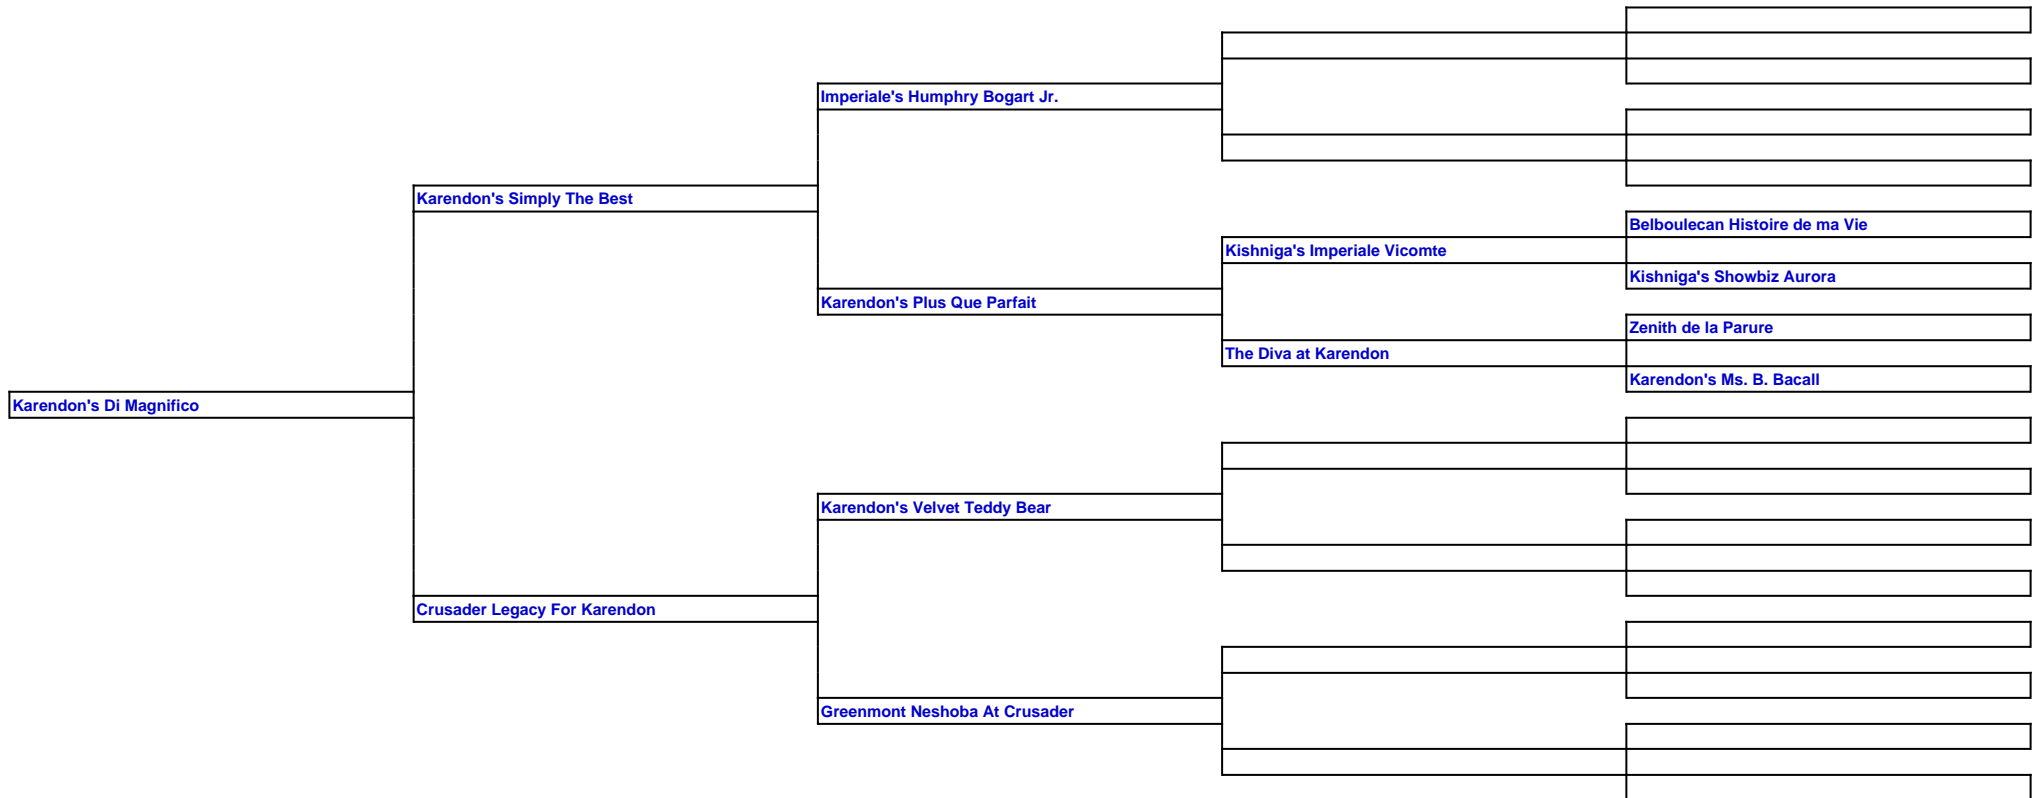 Imperiale's Humphry Bogart Jr.
Karendon's Simply The Best
Belboulecan Histoire de ma Vie
Kishniga's Imperiale Vicomte
Kishniga's Showbiz Aurora
Karendon's Plus Que Parfait
Zenith de la Parure
The Diva at Karendon
Karendon's Ms. B. Bacall
Karendon's Di Magnifico
Karendon's Velvet Teddy Bear
Crusader Legacy For Karendon
Greenmont Neshoba At Crusader